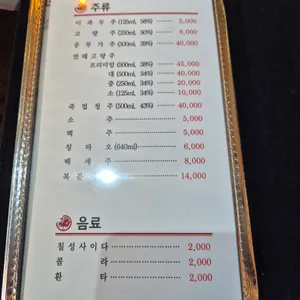 주류
이과두주 (125ml, 56%) 5,000
고량주 (250ml, 50%) 6,000
공부가주 (500ml, 39%) 40,000
연태고량주
프리미엄 (500ml, 38%) 45,000
대 (500ml, 34%) 40,000
중 (250ml, 34%) 20,000
소 (125ml, 34%) 10,000
죽엽청주 (500ml, 43%) 40,000
소주 5,000
맥주 5,000
칭따오 (640ml) 6,000
백세주 8,000
복분 14,000
음료
칠성사이다 2,000
콜라 2,000
환타 2,000